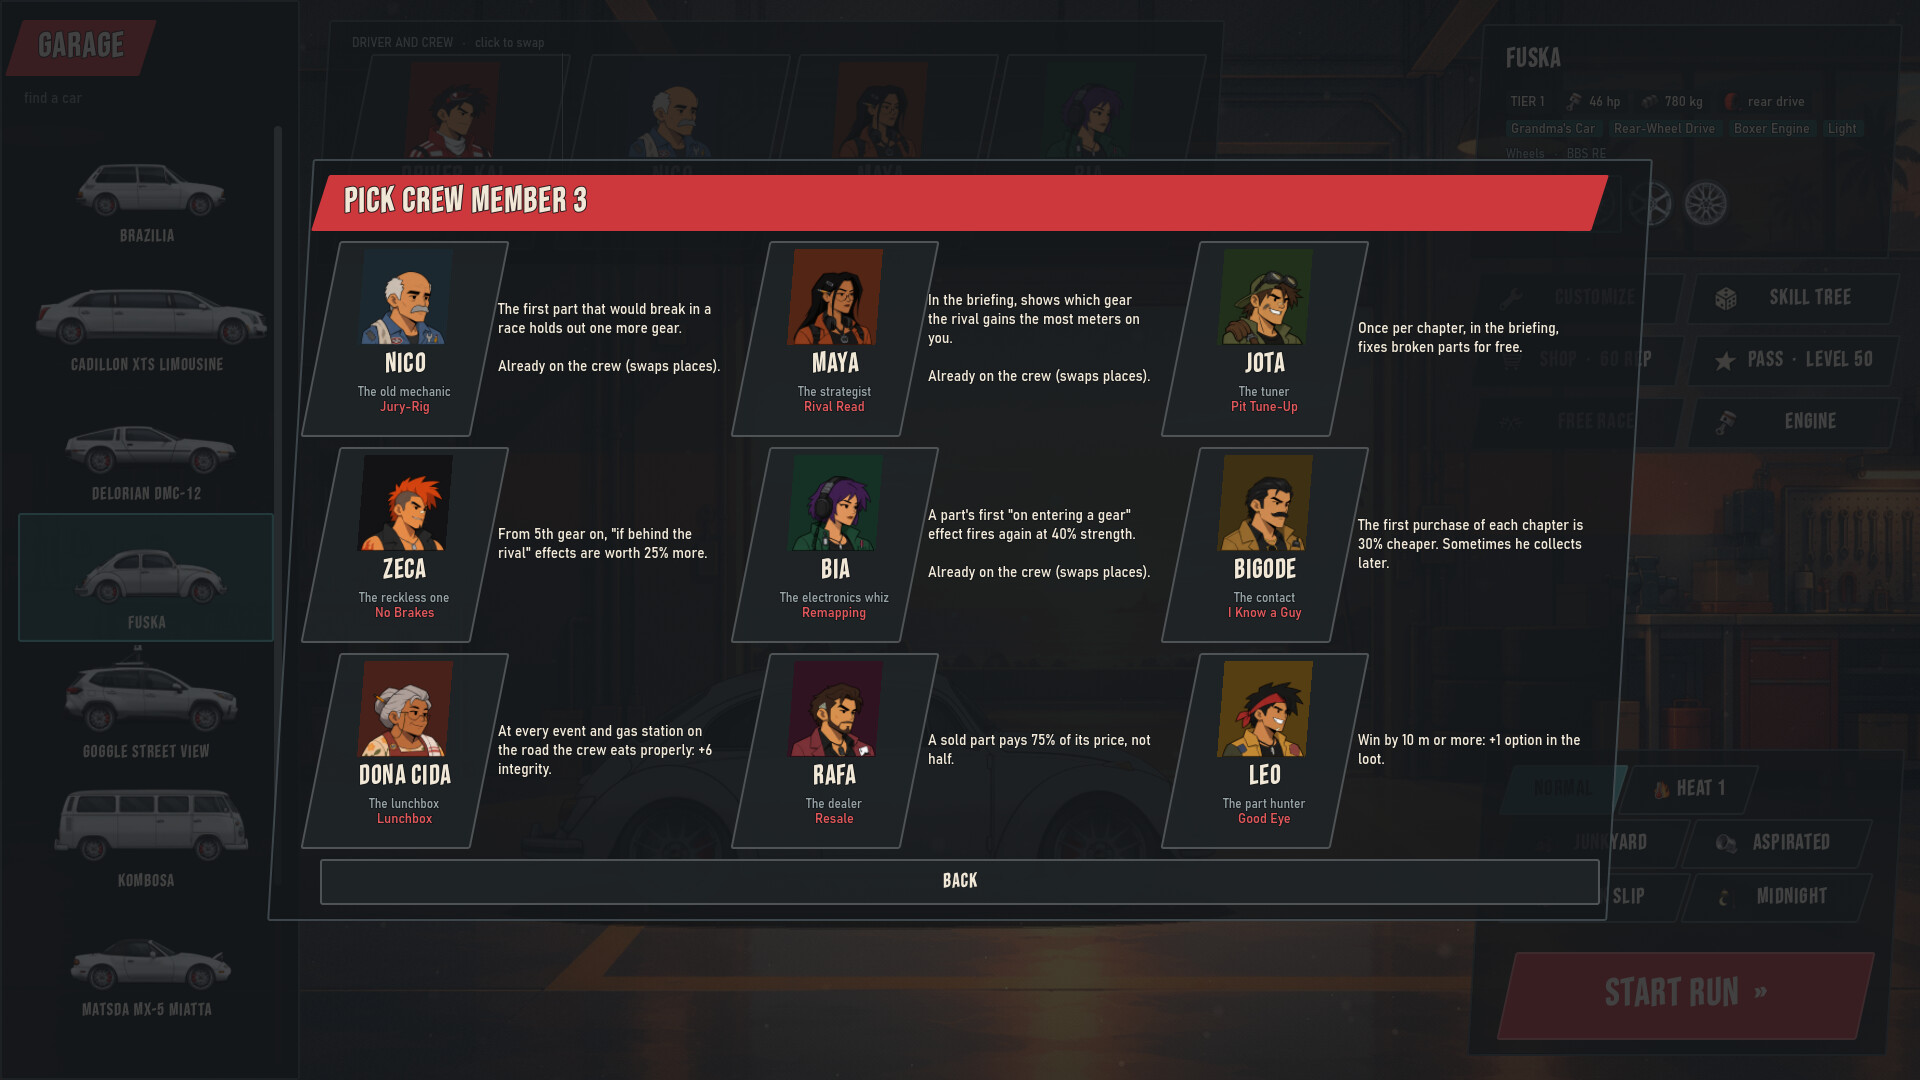 GARAGE
find a car
BRAZILIA
CADILLON XTS LIMOUSINE
DELORIAN DMC-12
FUSKA
GOGGLE STREET VIEW
KOMBOSA
MATSDA MX-5 MIATTA
DRIVER AND CREW · click to swap
DRIVER KAI
NICO
MAYA
BIA
PICK CREW MEMBER 3
NICO
The old mechanic
Jury-Rig
The first part that would break in a
race holds out one more gear.
Already on the crew (swaps places).
MAYA
The strategist
Rival Read
In the briefing, shows which gear
the rival gains the most meters on
you.
Already on the crew (swaps places).
JOTA
The tuner
Pit Tune-Up
Once per chapter, in the briefing,
fixes broken parts for free.
ZECA
The reckless one
No Brakes
From 5th gear on, "if behind the
rival" effects are worth 25% more.
BIA
The electronics whiz
Remapping
A part's first "on entering a gear"
effect fires again at 40% strength.
Already on the crew (swaps places).
BIGODE
The contact
I Know a Guy
The first purchase of each chapter is
30% cheaper. Sometimes he collects
later.
DONA CIDA
The lunchbox
Lunchbox
At every event and gas station on
the road the crew eats properly: +6
integrity.
RAFA
The dealer
Resale
A sold part pays 75% of its price, not
half.
LEO
The part hunter
Good Eye
Win by 10 m or more: +1 option in the
loot.
BACK
FUSKA
TIER 1 46 hp 780 kg rear drive
Grandma's Car Rear-Wheel Drive Boxer Engine Light
Wheels · BBS RE
CUSTOMIZE
SKILL TREE
SHOP · 60 REP
PASS · LEVEL 50
FREE RACE
ENGINE
NORMAL
HEAT 1
JUNKYARD
ASPIRATED
SLIP
MIDNIGHT
START RUN »